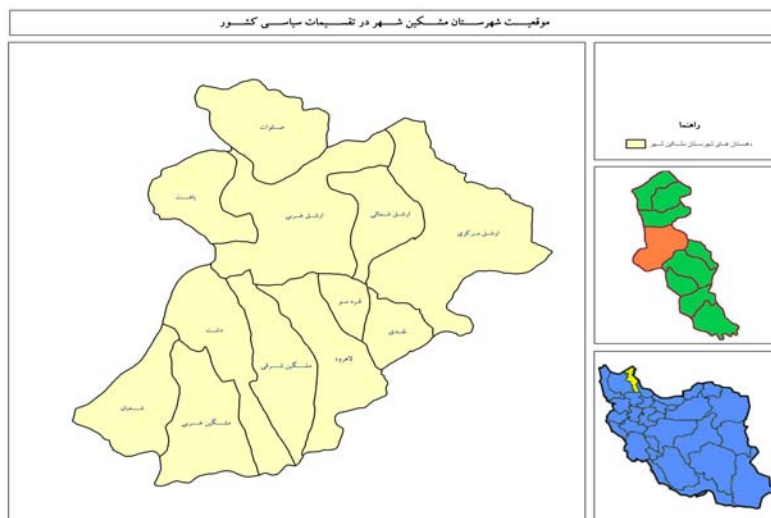 موقعیت شهرستان مشکین شهر در تقسیمات سیاسی کشور
راهنما
دهستان های شهرستان مشکین شهر
صلوات
یافت
ارشق غربی
ارشق شمالی
ارشق مرکزی
قره سو
نقدی
دشت
مشگین شرقی
لاهرود
شعبان
مشگین غربی